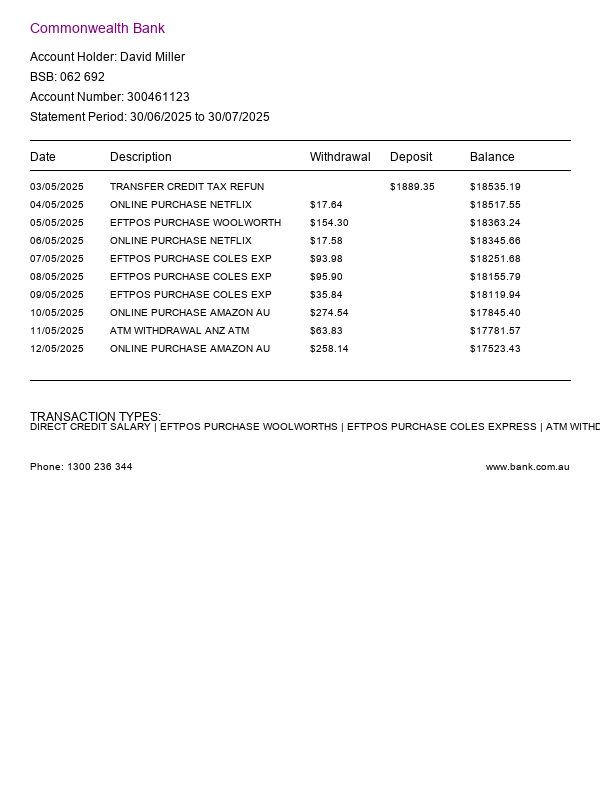 Commonwealth Bank
Account Holder: David Miller
BSB: 062 692
Account Number: 300461123
Statement Period: 30/06/2025 to 30/07/2025
Date Description Withdrawal Deposit Balance
03/05/2025 TRANSFER CREDIT TAX REFUN $1889.35 $18535.19
04/05/2025 ONLINE PURCHASE NETFLIX $17.64 $18517.55
05/05/2025 EFTPOS PURCHASE WOOLWORTH $154.30 $18363.24
06/05/2025 ONLINE PURCHASE NETFLIX $17.58 $18345.66
07/05/2025 EFTPOS PURCHASE COLES EXP $93.98 $18251.68
08/05/2025 EFTPOS PURCHASE COLES EXP $95.90 $18155.79
09/05/2025 EFTPOS PURCHASE COLES EXP $35.84 $18119.94
10/05/2025 ONLINE PURCHASE AMAZON AU $274.54 $17845.40
11/05/2025 ATM WITHDRAWAL ANZ ATM $63.83 $17781.57
12/05/2025 ONLINE PURCHASE AMAZON AU $258.14 $17523.43
TRANSACTION TYPES:
DIRECT CREDIT SALARY | EFTPOS PURCHASE WOOLWORTHS | EFTPOS PURCHASE COLES EXPRESS | ATM WITHD
Phone: 1300 236 344 www.bank.com.au